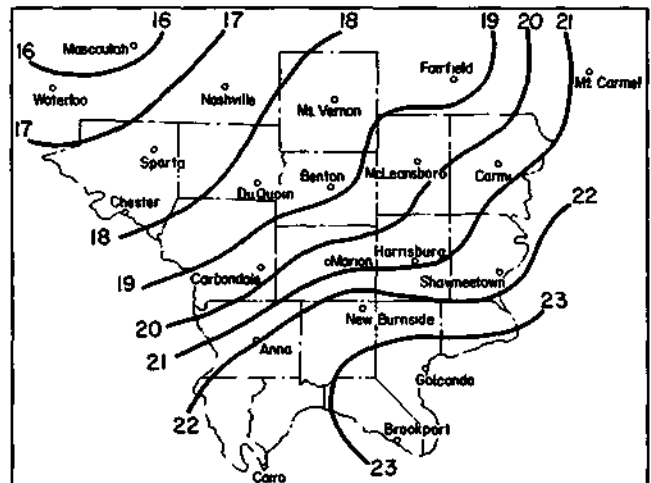 16 17 18 19 20 21
Mascoutah
16
Fairfield
Mt Carmel
Waterloo
Nashville
Mt. Vernon
17
Sparta
McLeansboro
Carmi
Benton
DuQuoin
Chester
22
18
Harrisburg
Marion
Carbondale
Shawneetown
19
23
New Burnside
20
Anna
21
Golconda
22
Brookport
23
Cairo